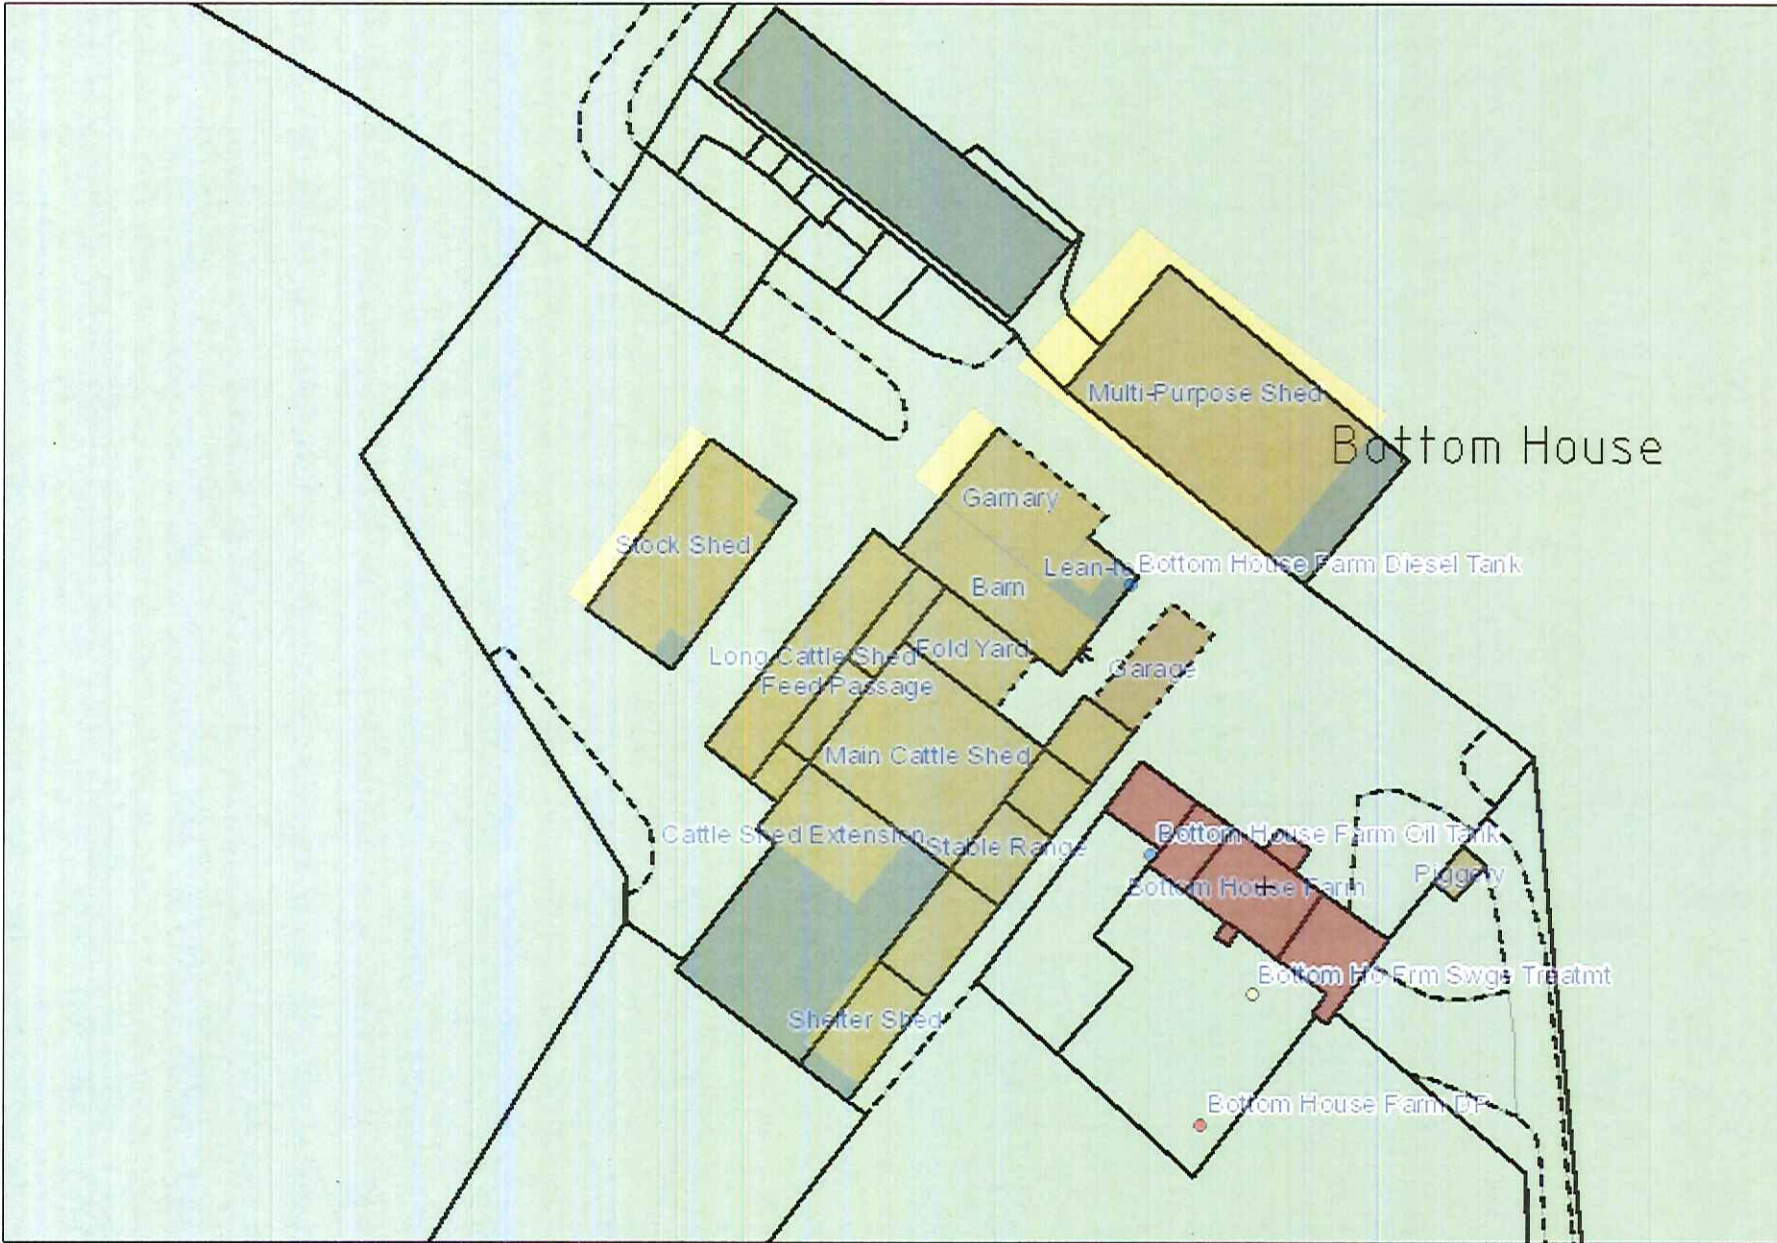 Multi-Purpose Shed
Bottom House
Garnary
Stock Shed
Lean-to
Bottom House Farm Diesel Tank
Barn
Long Cattle Shed
Fold Yard
Garage
Feed Passage
Main Cattle Shed
Cattle Shed Extension
Stable Range
Bottom House Farm Oil Tank
Piggery
Bottom House Farm
Bottom Ho Frm Swge Treatmt
Shelter Shed
Bottom House Farm DP